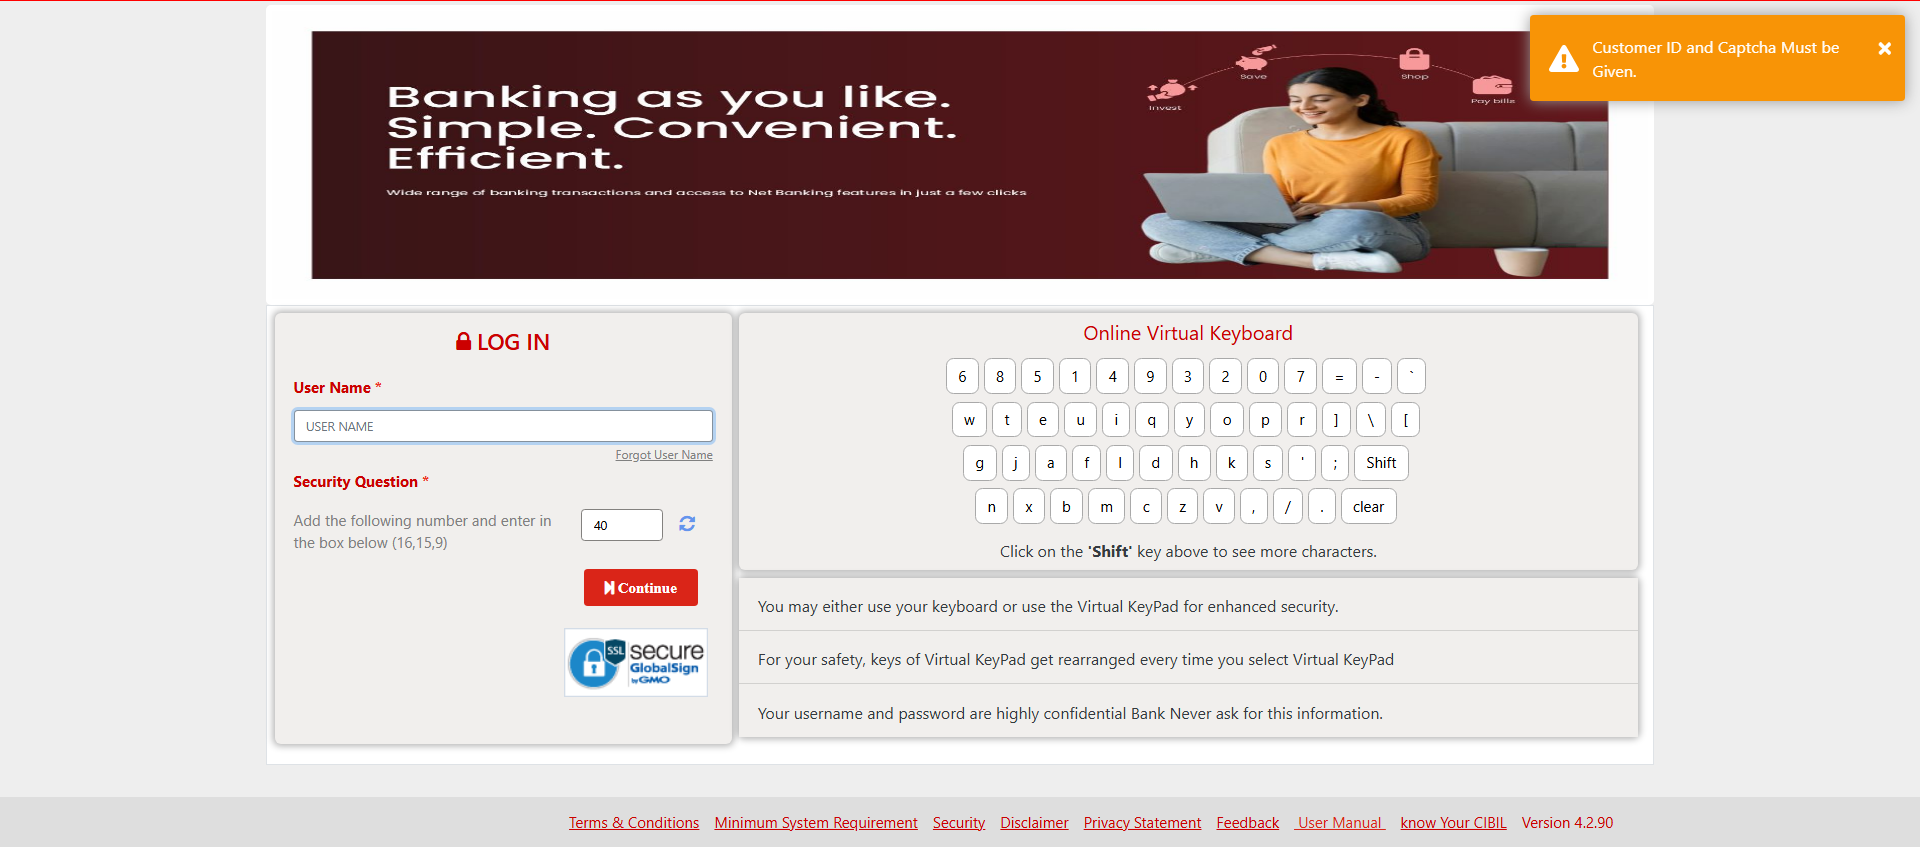 Banking as you like.
Simple. Convenient.
Efficient.
Wide range of banking transactions and access to Net Banking features in just a few clicks
Invest
Save
Shop
Pay bills
Customer ID and Captcha Must be
Given.
LOG IN
User Name *
USER NAME
Forgot User Name
Security Question *
Add the following number and enter in
the box below (16,15,9)
40
Continue
SSL
secure
GlobalSign
by GMO
Online Virtual Keyboard
6 8 5 1 4 9 3 2 0 7 = - `
w t e u i q y o p r ] \ [
g j a f l d h k s ' ; Shift
n x b m c z v , / . clear
Click on the 'Shift' key above to see more characters.
You may either use your keyboard or use the Virtual KeyPad for enhanced security.
For your safety, keys of Virtual KeyPad get rearranged every time you select Virtual KeyPad
Your username and password are highly confidential Bank Never ask for this information.
Terms & Conditions Minimum System Requirement Security Disclaimer Privacy Statement Feedback User Manual know Your CIBIL Version 4.2.90